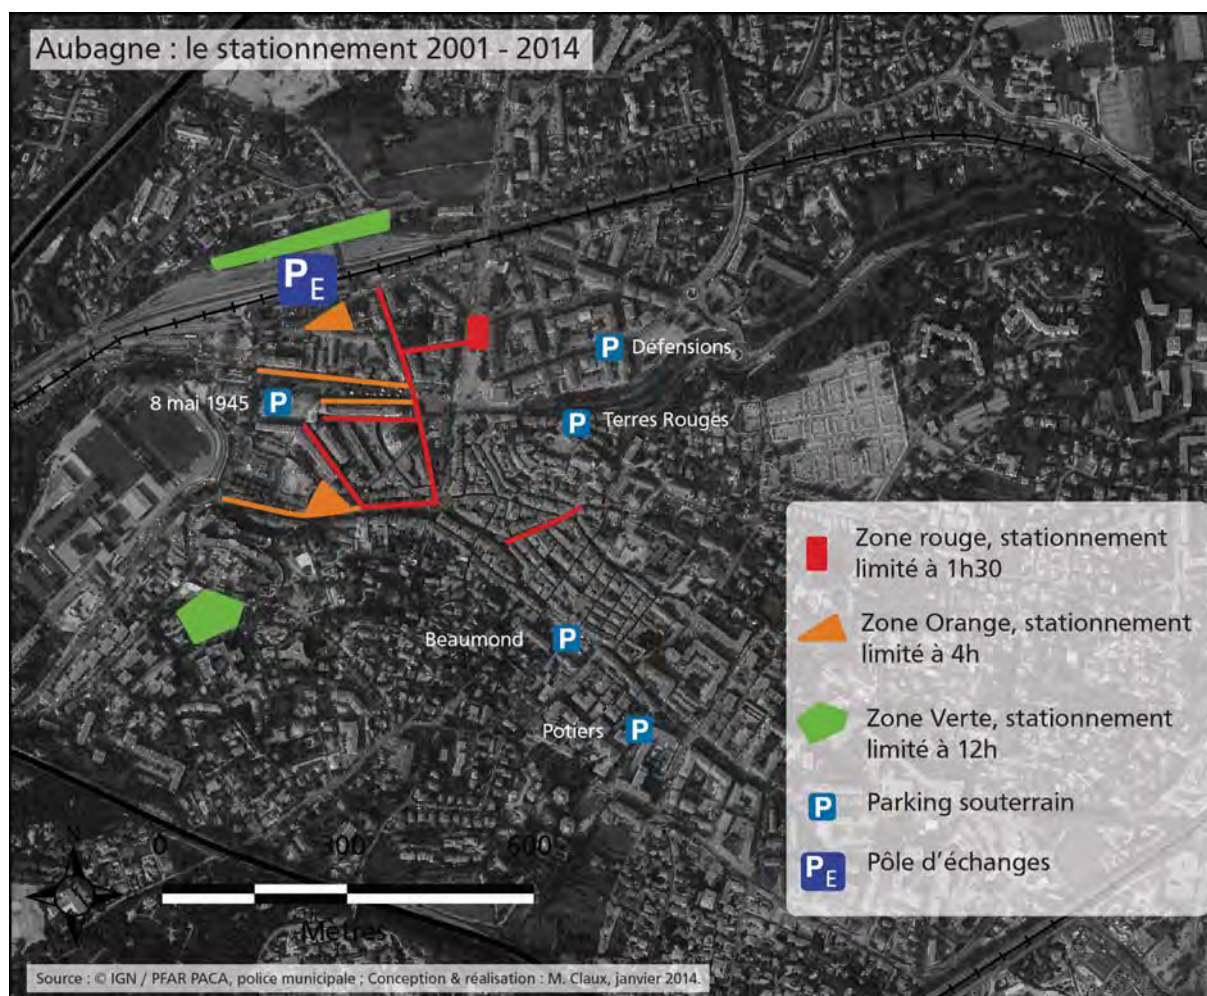 Aubagne : le stationnement 2001 - 2014
PE
8 mai 1945
P
P
Défensions
P
Terres Rouges
Beaumond
P
Potiers
P
Zone rouge, stationnement
limité à 1h30
Zone Orange, stationnement
limité à 4h
Zone Verte, stationnement
limité à 12h
P
Parking souterrain
PE
Pôle d'échanges
N
0 300 600
Mètres
Source : © IGN / PFAR PACA, police municipale ; Conception & réalisation : M. Claux, janvier 2014.